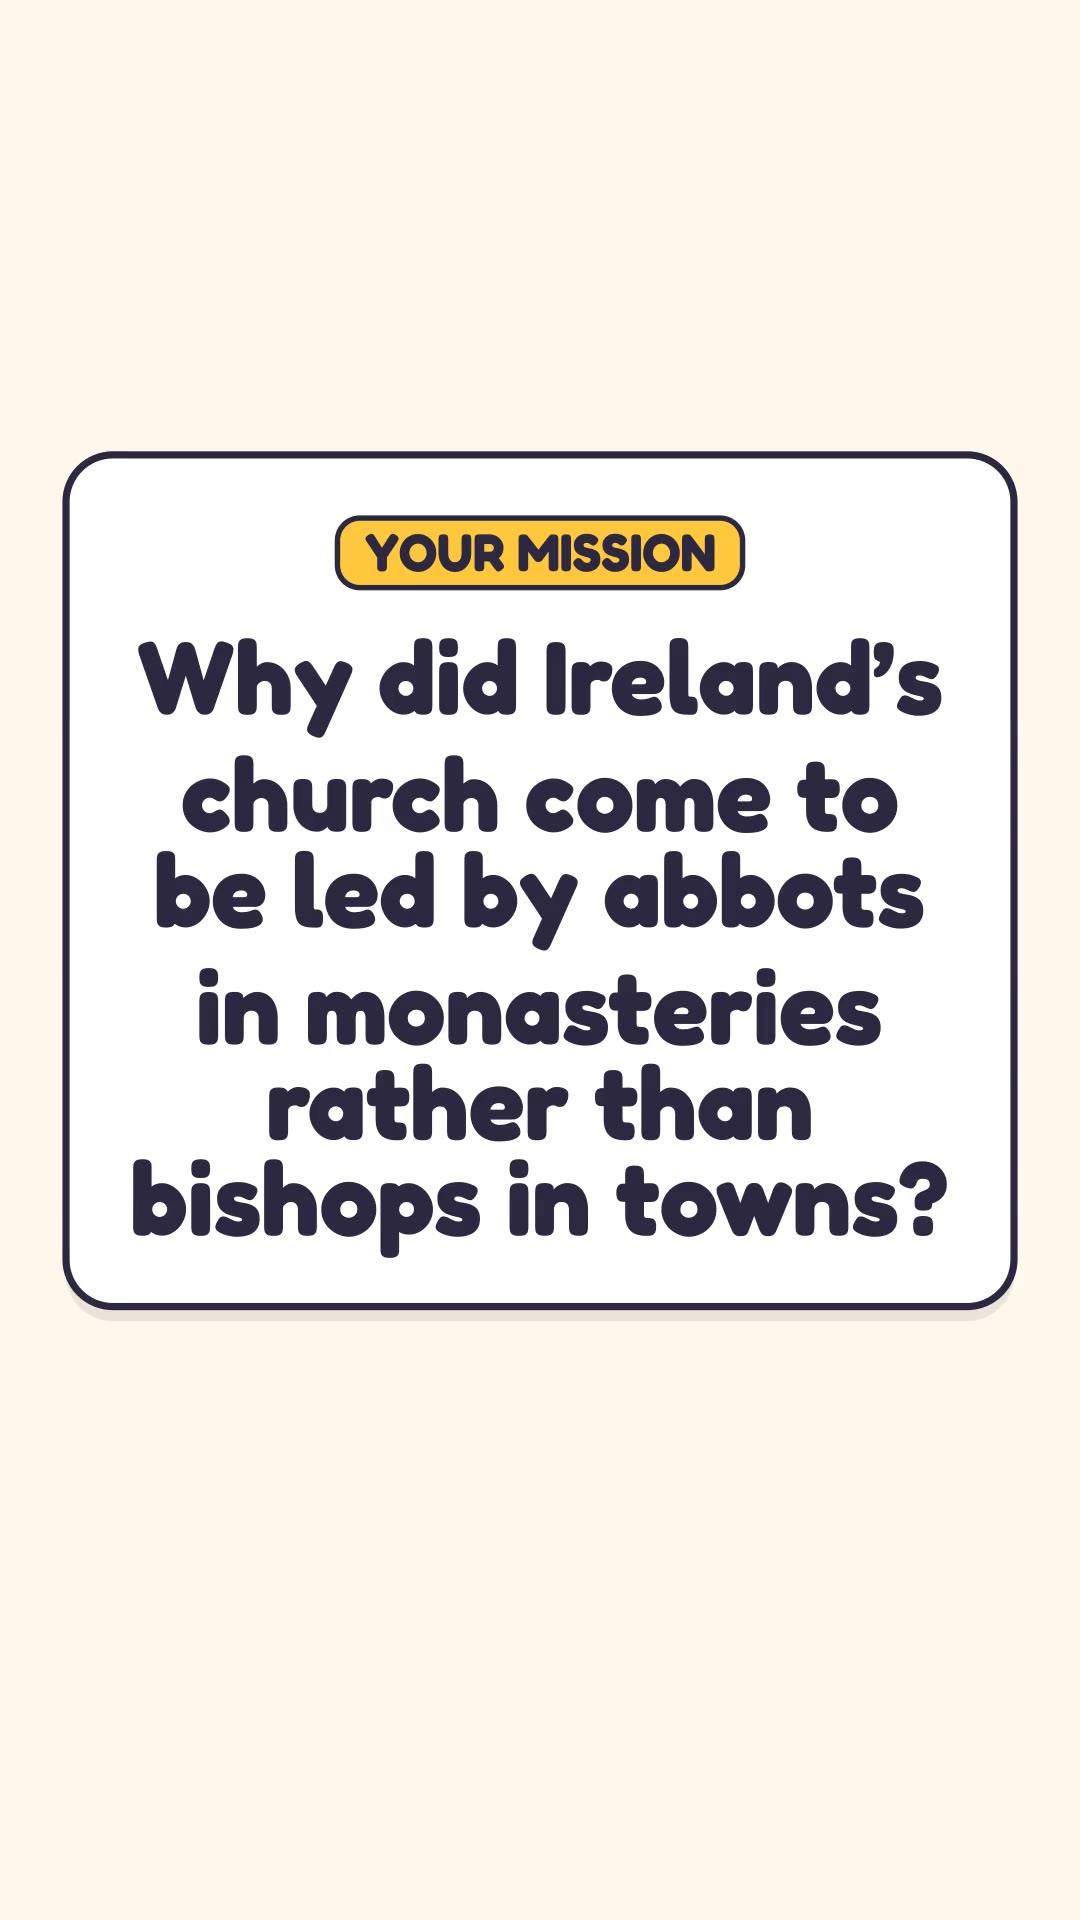 YOUR MISSION
Why did Ireland’s
church come to
be led by abbots
in monasteries
rather than
bishops in towns?